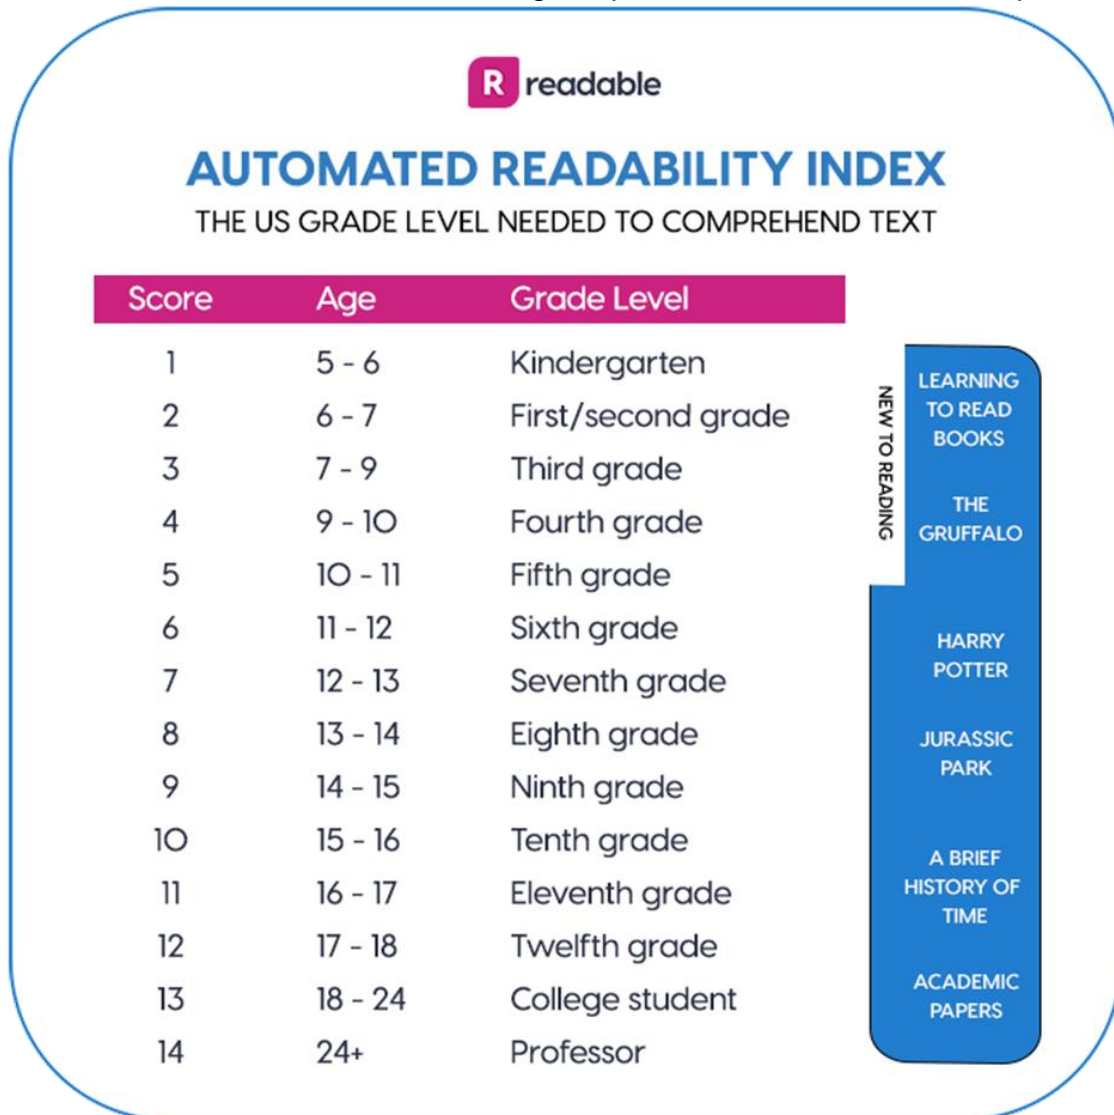 R readable
AUTOMATED READABILITY INDEX
THE US GRADE LEVEL NEEDED TO COMPREHEND TEXT
Score Age Grade Level
1 5 - 6 Kindergarten
2 6 - 7 First/second grade
3 7 - 9 Third grade
4 9 - 10 Fourth grade
5 10 - 11 Fifth grade
6 11 - 12 Sixth grade
7 12 - 13 Seventh grade
8 13 - 14 Eighth grade
9 14 - 15 Ninth grade
10 15 - 16 Tenth grade
11 16 - 17 Eleventh grade
12 17 - 18 Twelfth grade
13 18 - 24 College student
14 24+ Professor
NEW TO READING
LEARNING
TO READ
BOOKS
THE
GRUFFALO
HARRY
POTTER
JURASSIC
PARK
A BRIEF
HISTORY OF
TIME
ACADEMIC
PAPERS